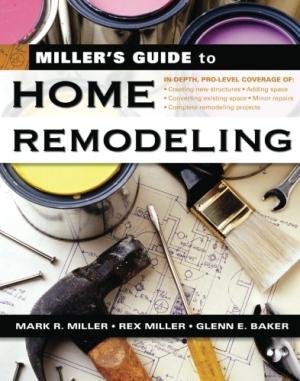 MILLER'S GUIDE to
HOME
REMODELING
IN-DEPTH, PRO-LEVEL COVERAGE OF:
• Creating new structures • Adding space
• Converting existing space • Minor repairs
• Complete remodeling projects
MARK R. MILLER • REX MILLER • GLENN E. BAKER